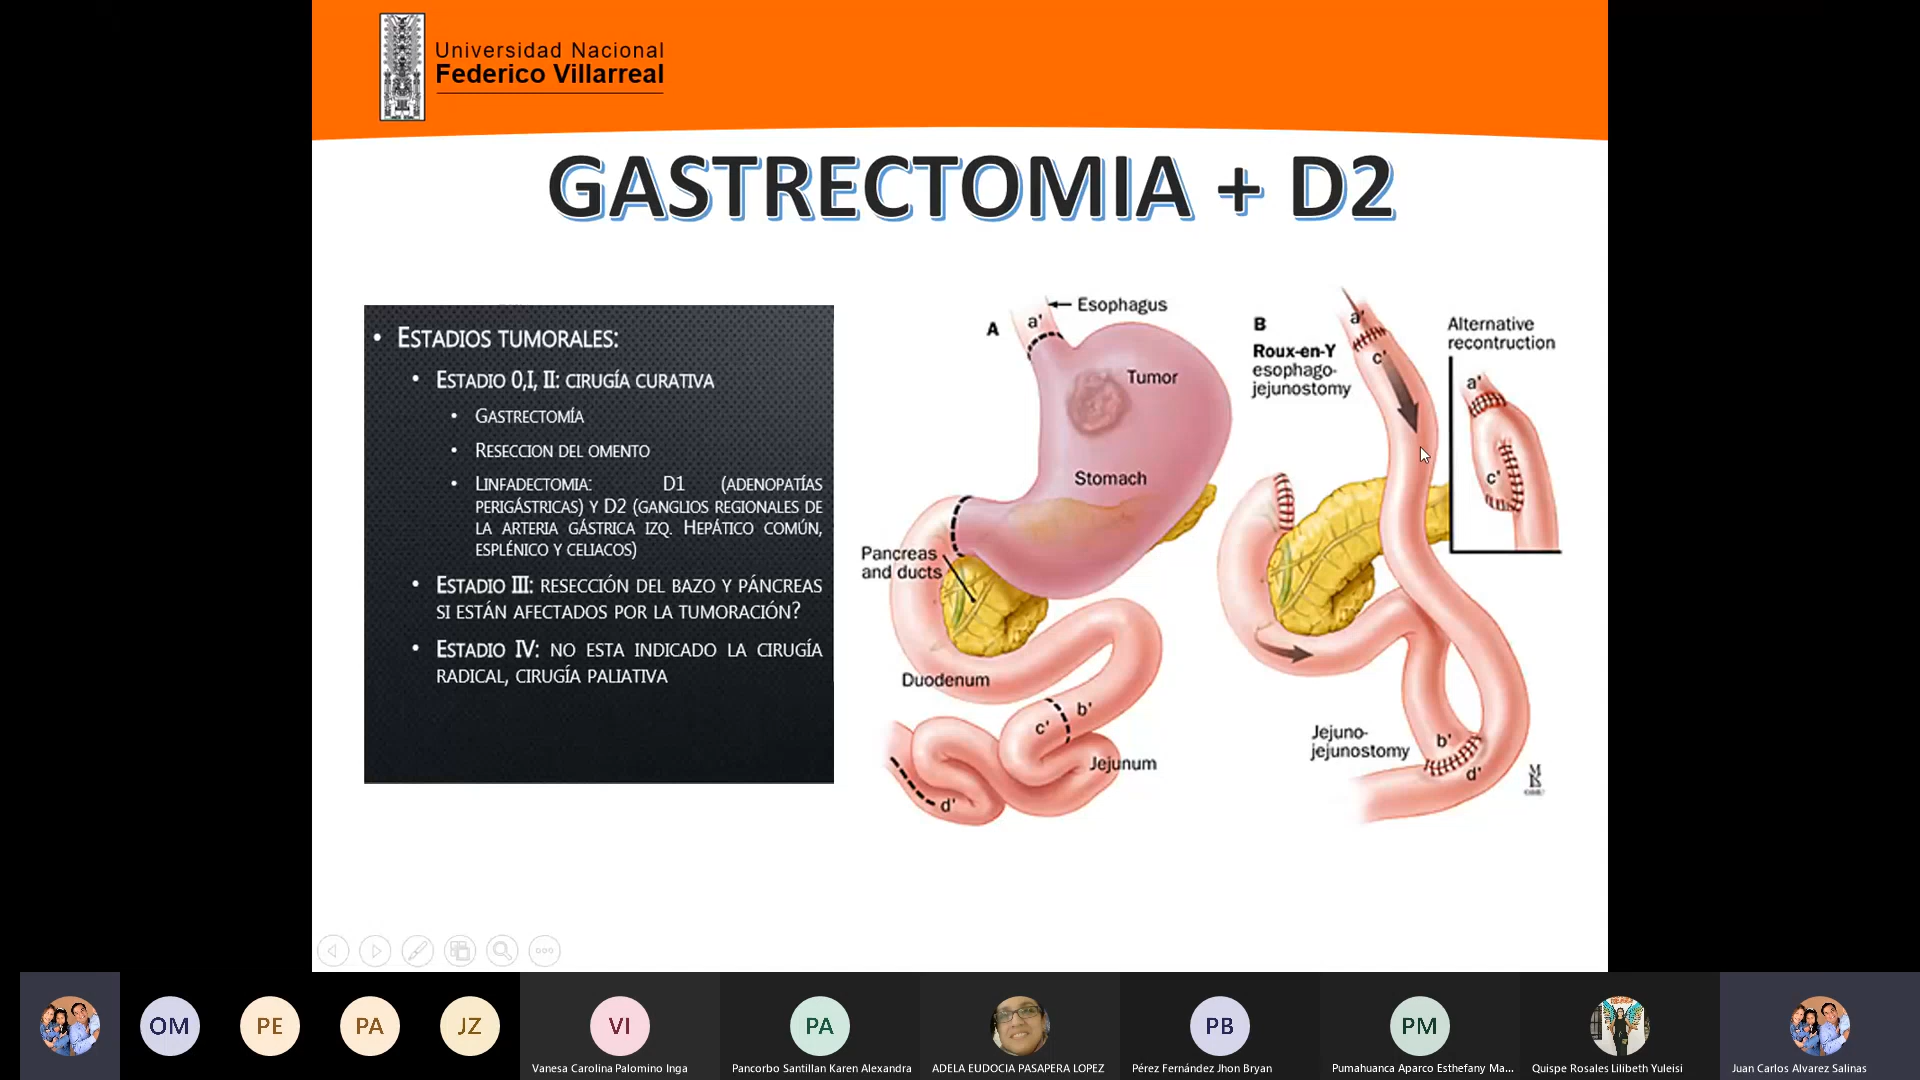 Universidad Nacional
Federico Villarreal
GASTRECTOMIA + D2
• ESTADIOS TUMORALES:
• ESTADIO 0,I, II: CIRUGÍA CURATIVA
• GASTRECTOMÍA
• RESECCION DEL OMENTO
• LINFADECTOMIA: D1 (ADENOPATÍAS
PERIGÁSTRICAS) Y D2 (GANGLIOS REGIONALES DE
LA ARTERIA GÁSTRICA IZQ. HEPÁTICO COMÚN,
ESPLÉNICO Y CELIACOS)
• ESTADIO III: RESECCIÓN DEL BAZO Y PÁNCREAS
SI ESTÁN AFECTADOS POR LA TUMORACIÓN?
• ESTADIO IV: NO ESTA INDICADO LA CIRUGÍA
RADICAL, CIRUGÍA PALIATIVA
A
a'
Esophagus
Tumor
Stomach
Pancreas
and ducts
Duodenum
b'
c'
Jejunum
d'
B
Roux-en-Y
esophago-
jejunostomy
a'
c'
Alternative
recontruction
a'
c'
Jejuno-
jejunostomy
b'
d'
OM
PE
PA
JZ
VI
PA
PB
PM
Vanesa Carolina Palomino Inga
Pancorbo Santillan Karen Alexandra
ADELA EUDOCIA PASAPERA LOPEZ
Pérez Fernández Jhon Bryan
Pumahuanca Aparco Esthefany Ma...
Quispe Rosales Lilibeth Yuleisi
Juan Carlos Alvarez Salinas